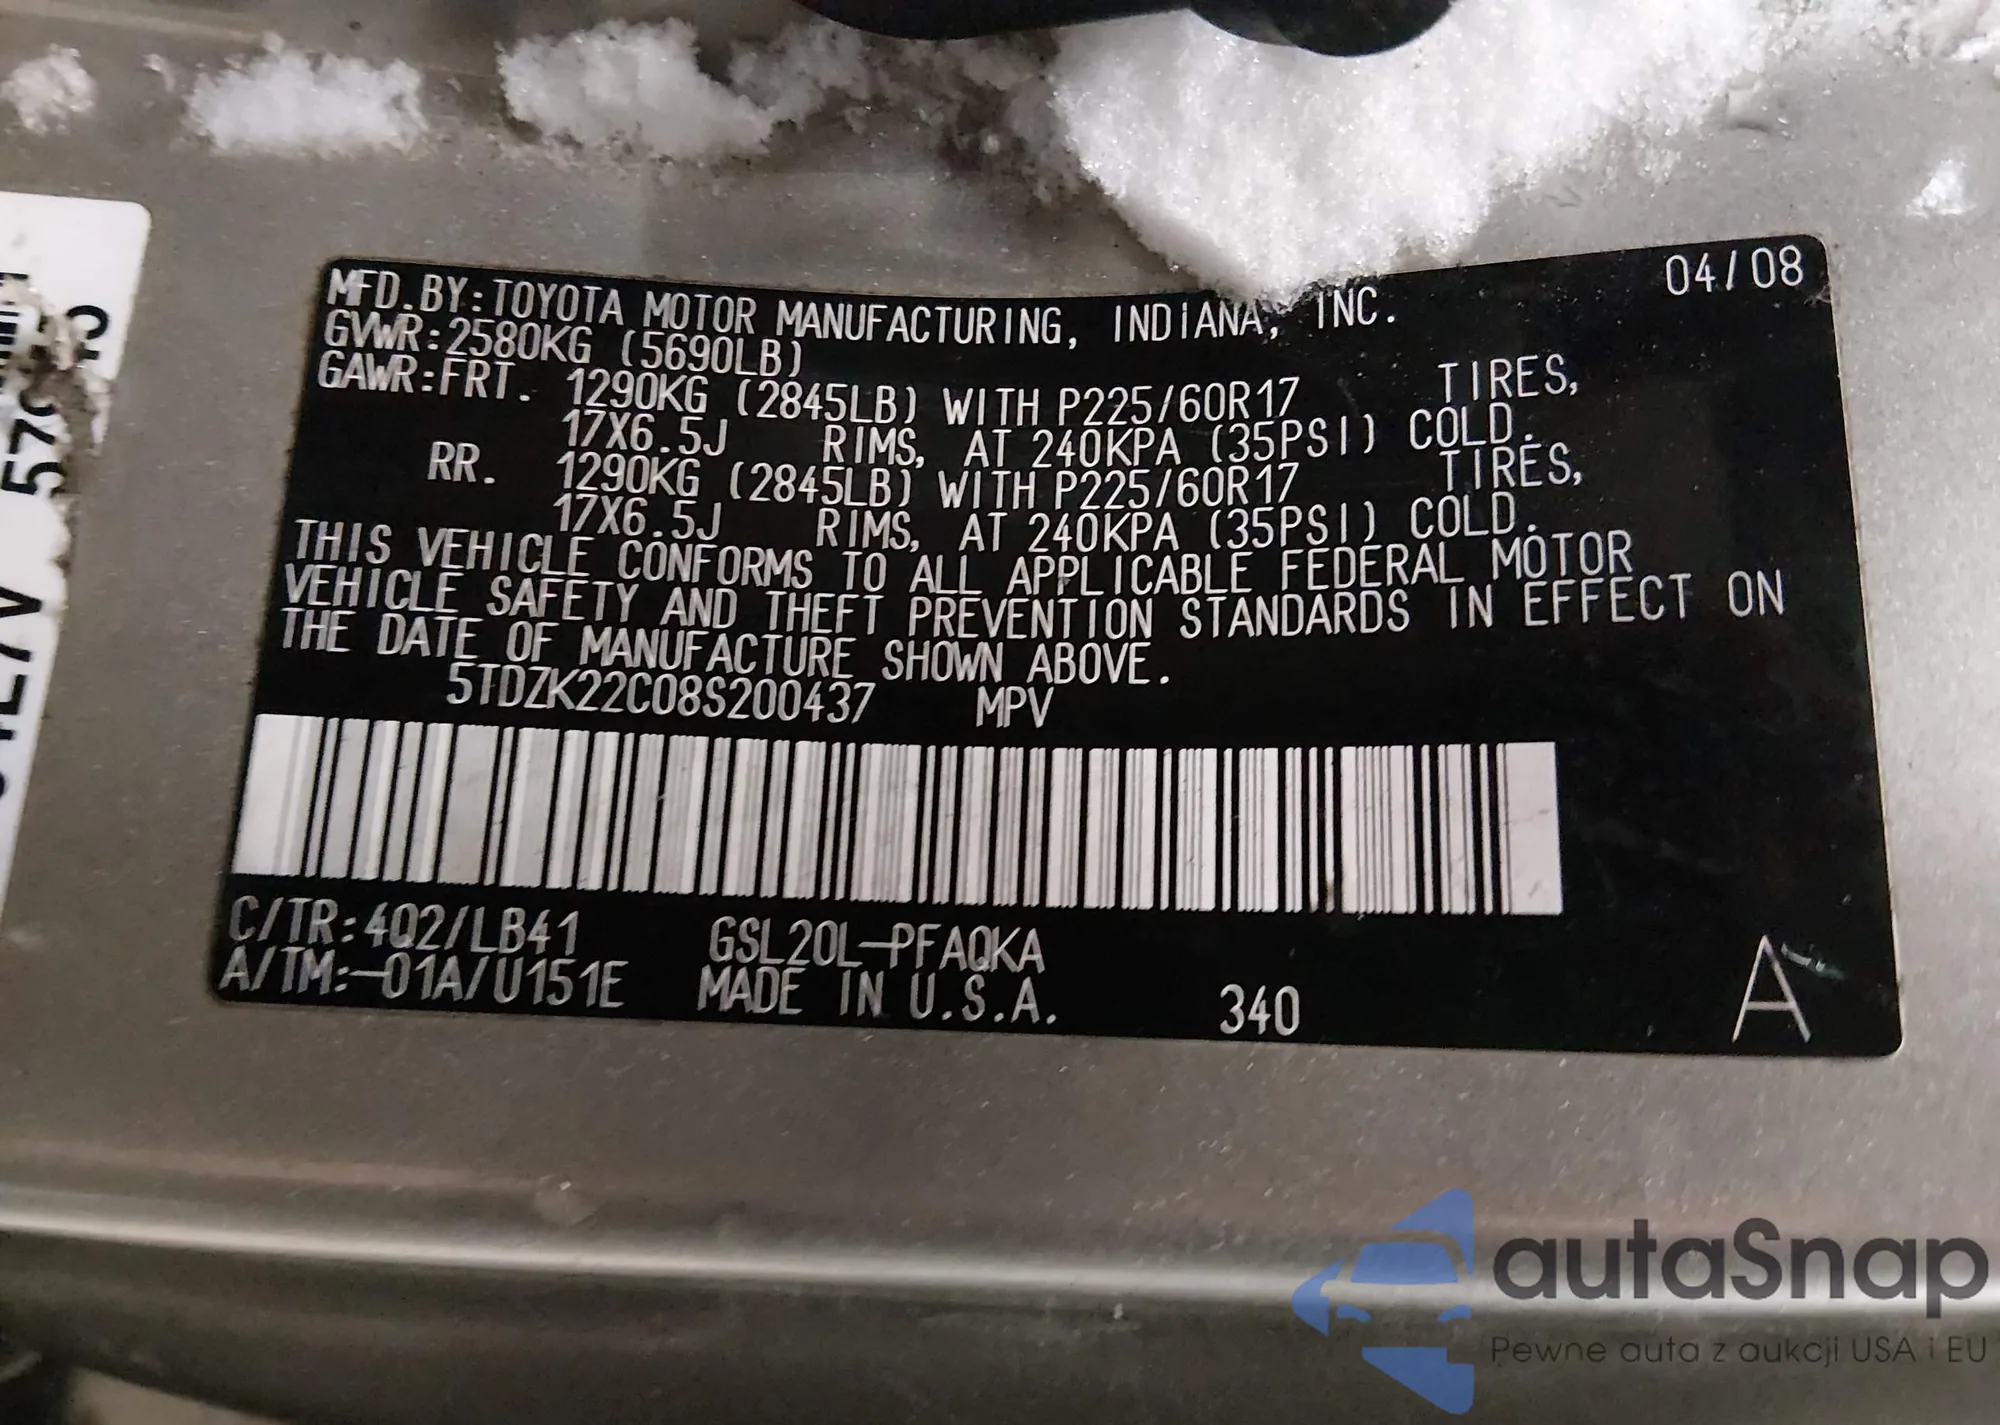 04/08
MFD.BY:TOYOTA MOTOR MANUFACTURING, INDIANA, INC.
GVWR:2580KG (5690LB)
GAWR:FRT. 1290KG (2845LB) WITH P225/60R17 TIRES,
17X6.5J RIMS, AT 240KPA (35PSI) COLD.
RR. 1290KG (2845LB) WITH P225/60R17 TIRES,
17X6.5J RIMS, AT 240KPA (35PSI) COLD.
THIS VEHICLE CONFORMS TO ALL APPLICABLE FEDERAL MOTOR
VEHICLE SAFETY AND THEFT PREVENTION STANDARDS IN EFFECT ON
THE DATE OF MANUFACTURE SHOWN ABOVE.
5TDZK22C08S200437 MPV
C/TR:4Q2/LB41 GSL20L-PFAQKA
A/TM:-01A/U151E MADE IN U.S.A. 340
A
autaSnap
Pewne auta z aukcji USA i EU